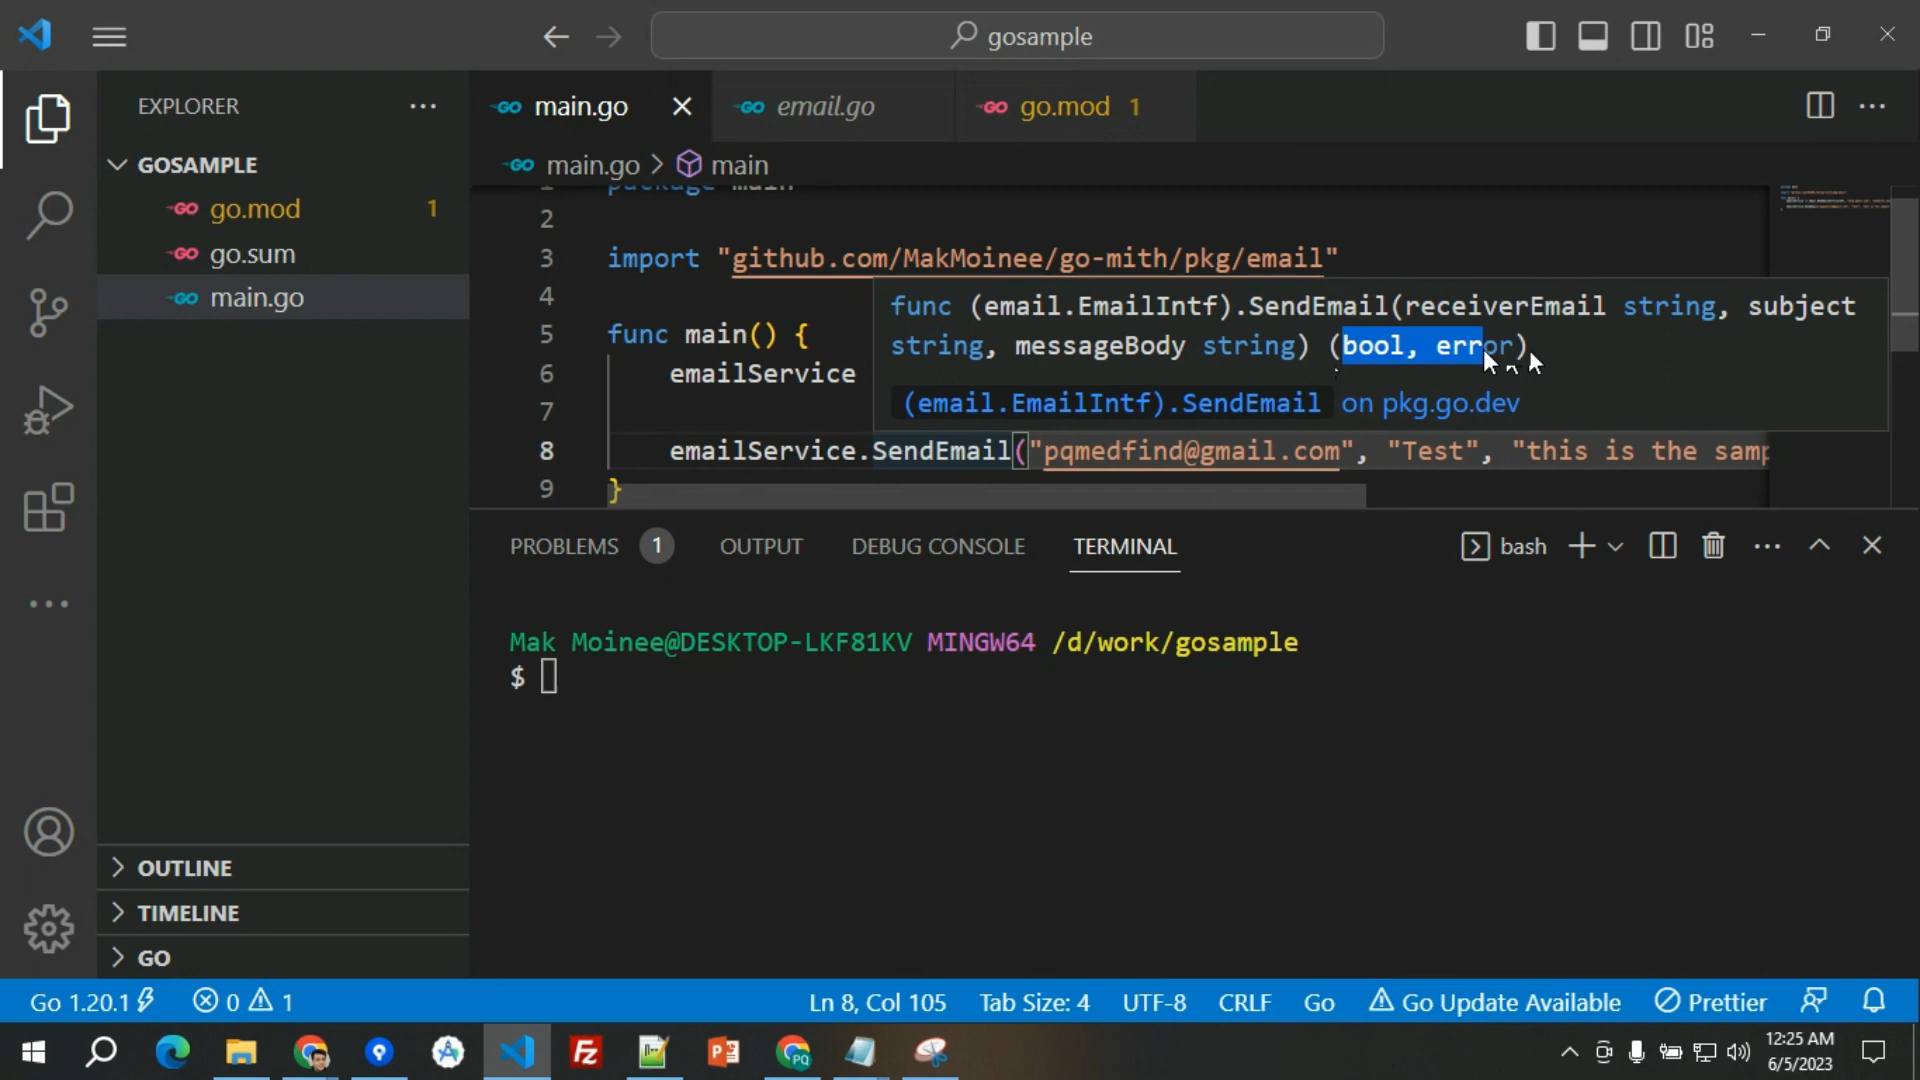 gosample
EXPLORER
main.go
email.go
go.mod 1
GOSAMPLE
go.mod 1
go.sum
main.go
main.go > main
package main
2
3 import "github.com/MakMoinee/go-mith/pkg/email"
4
func (email.EmailIntf).SendEmail(receiverEmail string, subject
string, messageBody string) (bool, error)
(email.EmailIntf).SendEmail on pkg.go.dev
5 func main() {
6 emailService
7
8 emailService.SendEmail("pqmedfind@gmail.com", "Test", "this is the samp
9 }
PROBLEMS 1 OUTPUT DEBUG CONSOLE TERMINAL
bash
Mak Moinee@DESKTOP-LKF81KV MINGW64 /d/work/gosample
$
OUTLINE
TIMELINE
GO
Go 1.20.1 0 1 Ln 8, Col 105 Tab Size: 4 UTF-8 CRLF Go Go Update Available Prettier
12:25 AM
6/5/2023